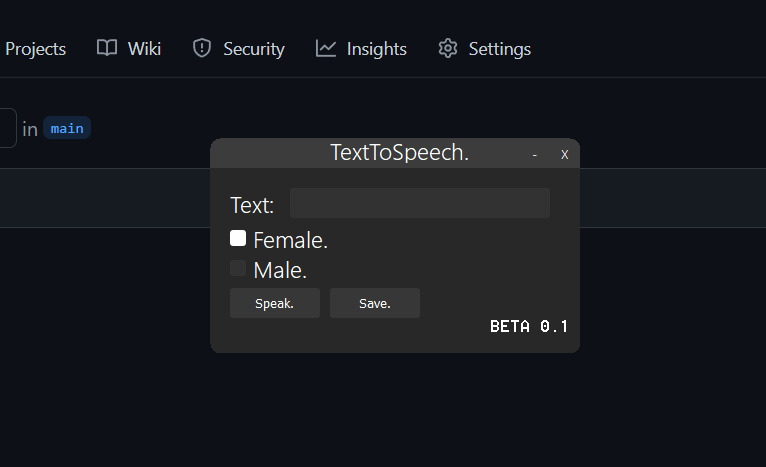 Projects Wiki Security Insights Settings
in main
TextToSpeech. - X
Text:
Female.
Male.
Speak. Save.
BETA 0.1